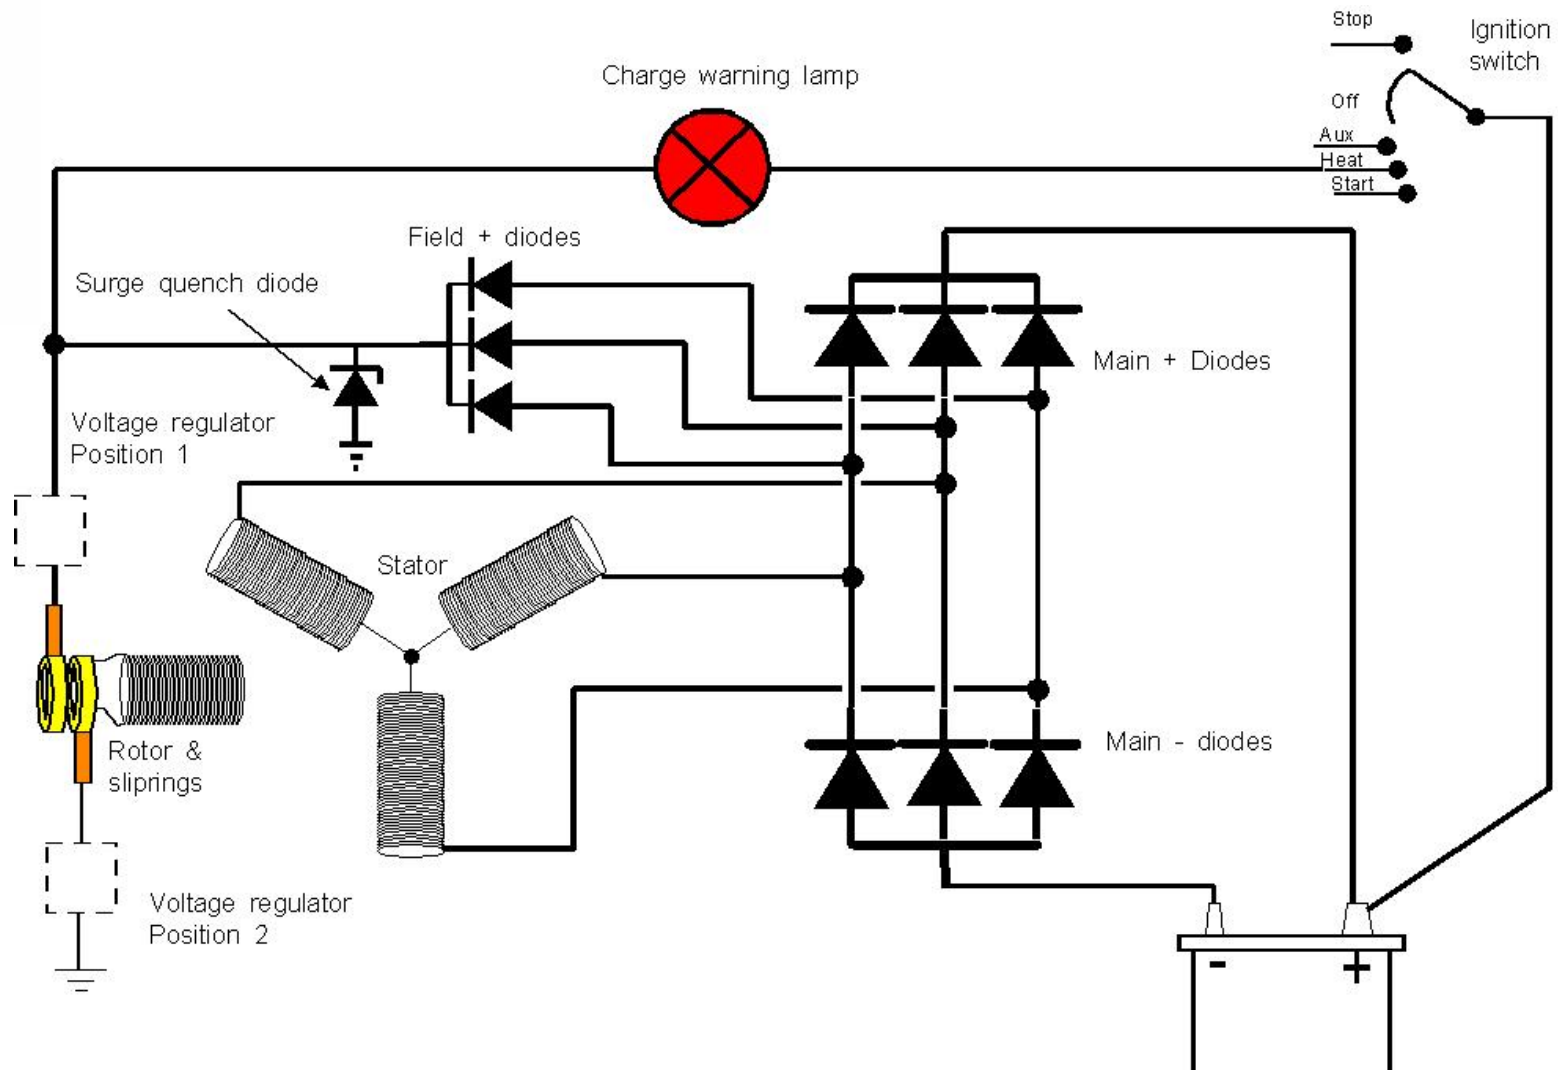 Stop
Ignition
switch
Charge warning lamp
Off
Aux
Heat
Start
Field + diodes
Surge quench diode
Main + Diodes
Voltage regulator
Position 1
Stator
Main - diodes
Rotor &
sliprings
Voltage regulator
Position 2
- +